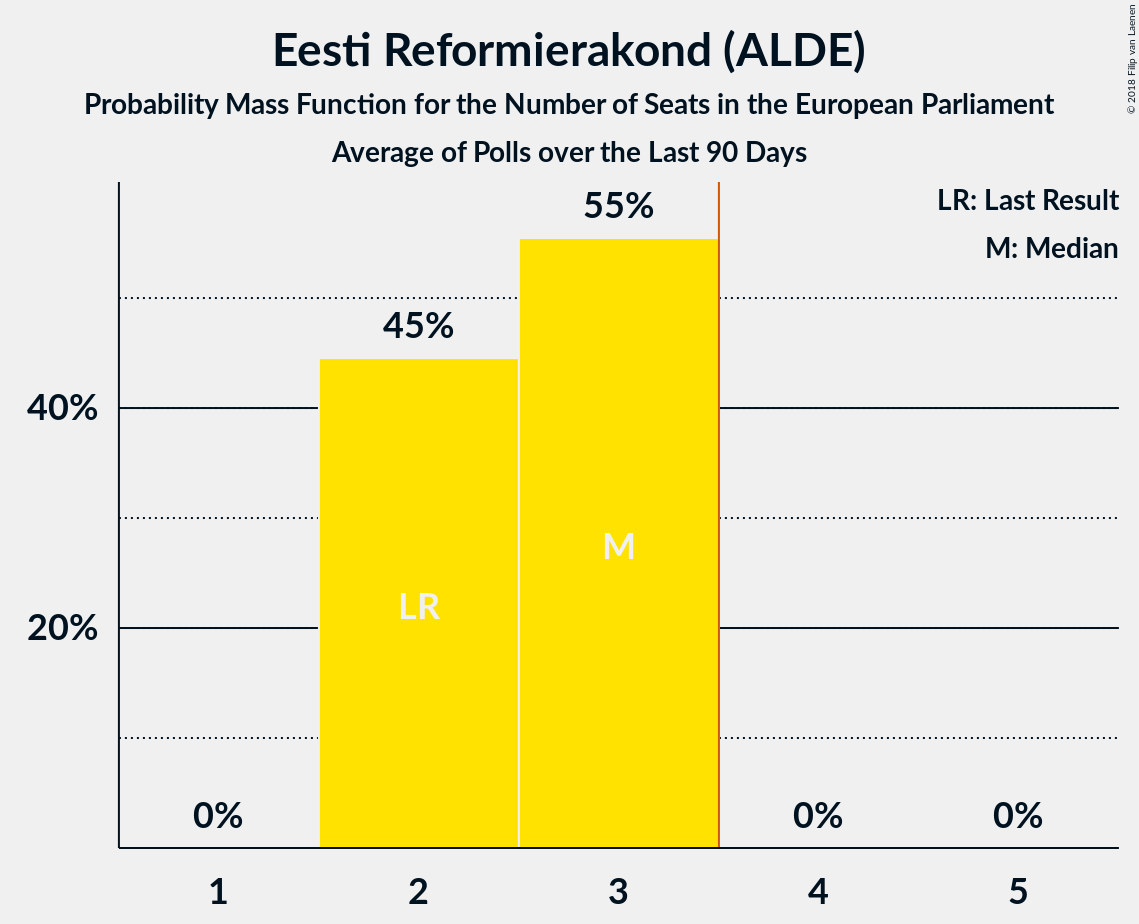 Eesti Reformierakond (ALDE)
Probability Mass Function for the Number of Seats in the European Parliament
Average of Polls over the Last 90 Days
© 2018 Filip van Laenen
LR: Last Result
M: Median
55%
45%
40%
M
LR
20%
0%
0%
0%
1
2
3
4
5